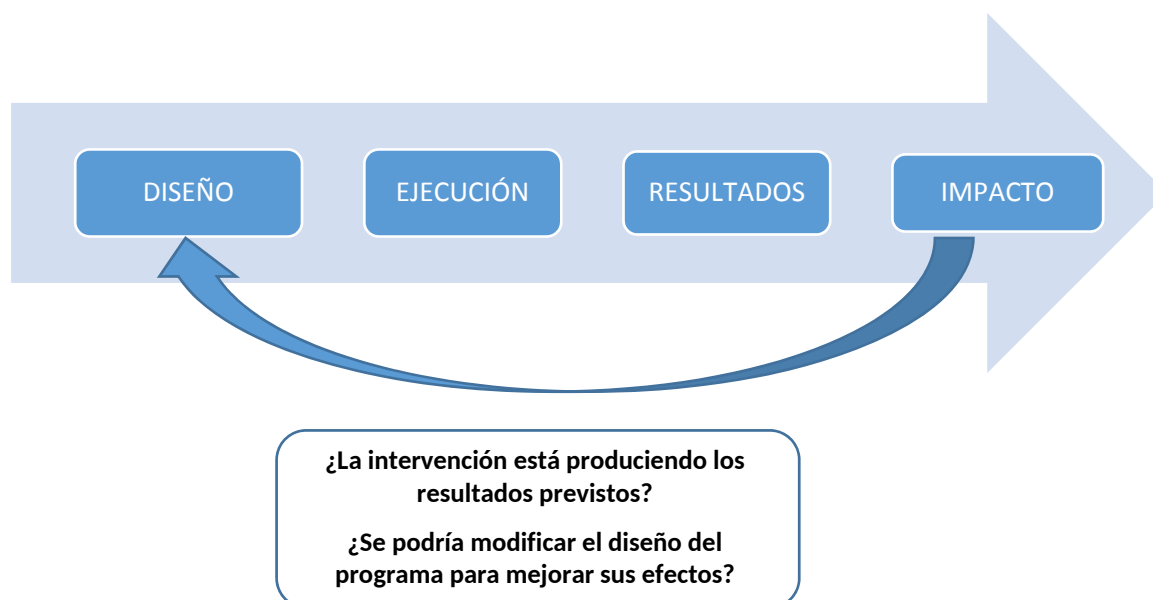 DISEÑO
EJECUCIÓN
RESULTADOS
IMPACTO
¿La intervención está produciendo los
resultados previstos?
¿Se podría modificar el diseño del
programa para mejorar sus efectos?